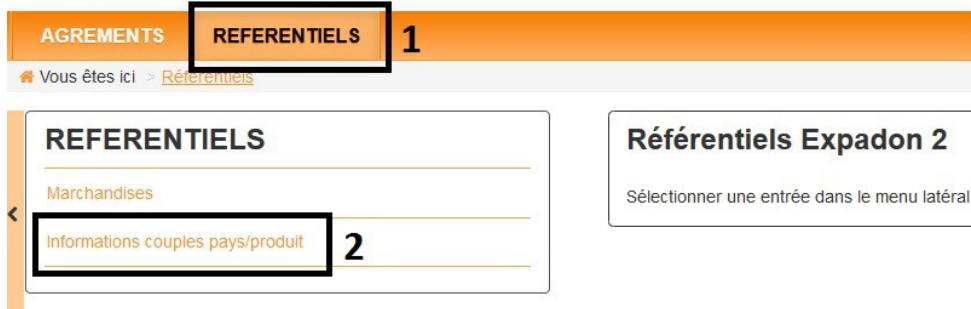 AGREMENTS REFERENTIELS 1
Vous êtes ici > Référentiels
REFERENTIELS
Marchandises
Informations couples pays/produit 2
Référentiels Expadon 2
Sélectionner une entrée dans le menu latéral